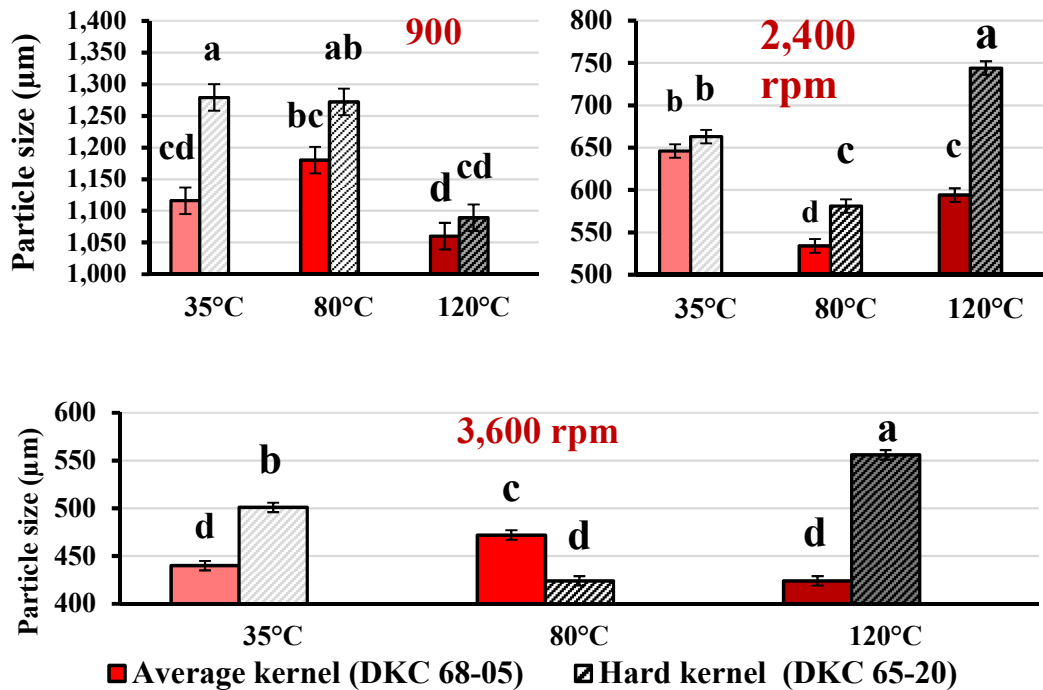 Particle size (µm)
1,400
1,350
1,300
1,250
1,200
1,150
1,100
1,050
1,000
900
cd
a
bc
ab
d
cd
35°C
80°C
120°C
800
750
700
650
600
550
500
2,400
rpm
b
b
d
c
c
a
35°C
80°C
120°C
Particle size (µm)
600
550
500
450
400
3,600 rpm
d
b
c
d
d
a
35°C
80°C
120°C
Average kernel (DKC 68-05)
Hard kernel (DKC 65-20)